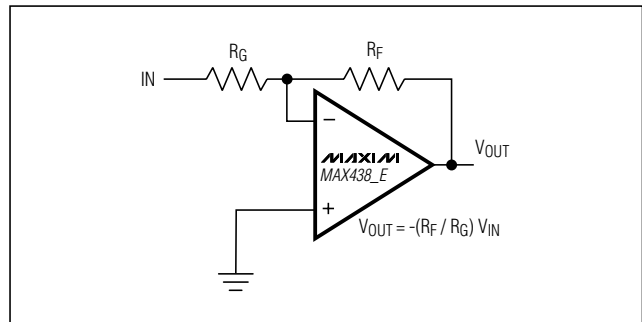 RG
RF
IN
−
MAXIM
MAX438_E
VOUT
+
VOUT = -(RF / RG) VIN